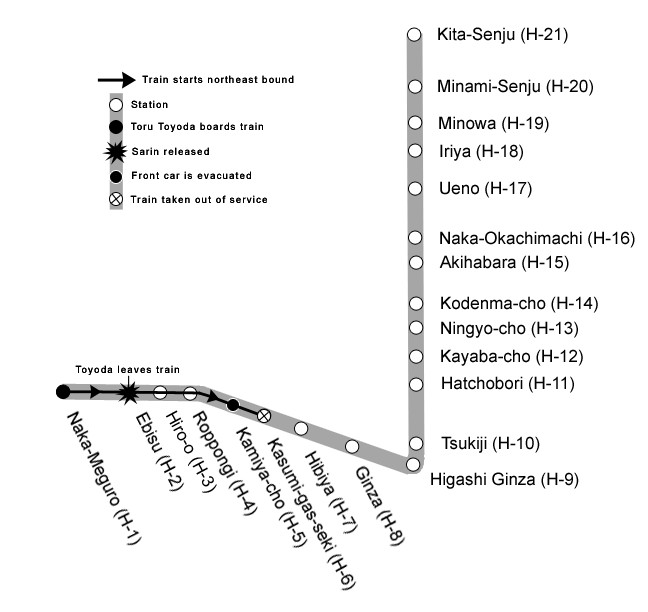 Kita-Senju (H-21)
Train starts northeast bound
Minami-Senju (H-20)
Station
Minowa (H-19)
Toru Toyoda boards train
Iriya (H-18)
Sarin released
Front car is evacuated
Ueno (H-17)
Train taken out of service
Naka-Okachimachi (H-16)
Akihabara (H-15)
Kodenma-cho (H-14)
Ningyo-cho (H-13)
Kayaba-cho (H-12)
Toyoda leaves train
Hatchobori (H-11)
Tsukiji (H-10)
Higashi Ginza (H-9)
Naka-Meguro (H-1)
Ebisu (H-2)
Hiro-o (H-3)
Roppongi (H-4)
Kamiya-cho (H-5)
Kasumi-gas-seki (H-6)
Hibiya (H-7)
Ginza (H-8)